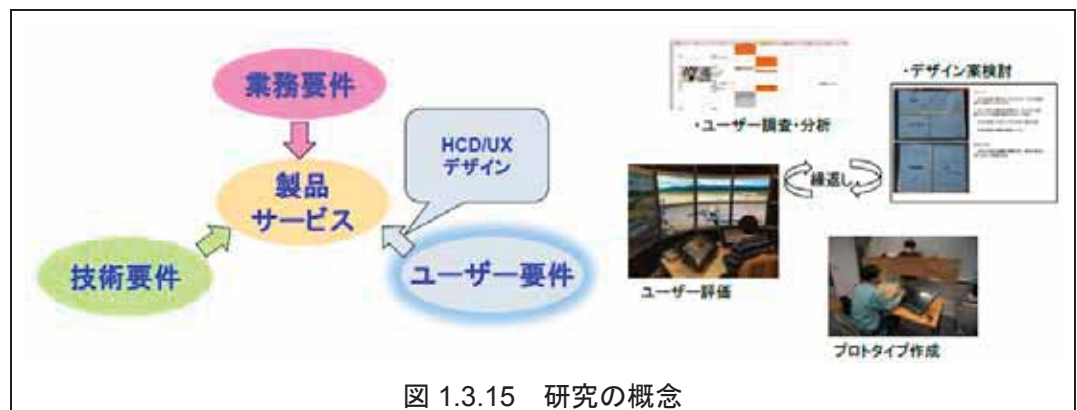 業務要件
HCD/UX
デザイン
製品
サービス
技術要件
ユーザー要件
・ユーザー調査・分析
・デザイン案検討
繰返し
ユーザー評価
プロトタイプ作成
図 1.3.15 研究の概念